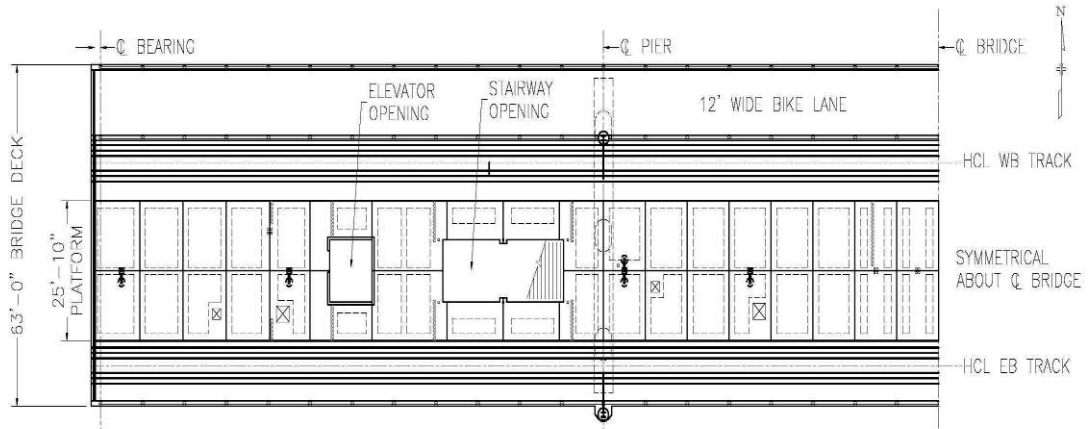 N
℄ BEARING
℄ PIER
℄ BRIDGE
ELEVATOR
OPENING
STAIRWAY
OPENING
12' WIDE BIKE LANE
HCL WB TRACK
63'-0" BRIDGE DECK
25'-10"
PLATFORM
SYMMETRICAL
ABOUT ℄ BRIDGE
HCL EB TRACK